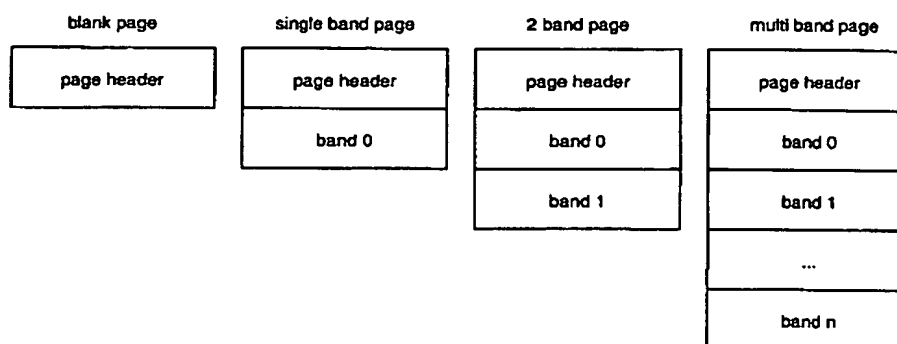 blank page
page header
single band page
page header
band 0
2 band page
page header
band 0
band 1
multi band page
page header
band 0
band 1
...
band n